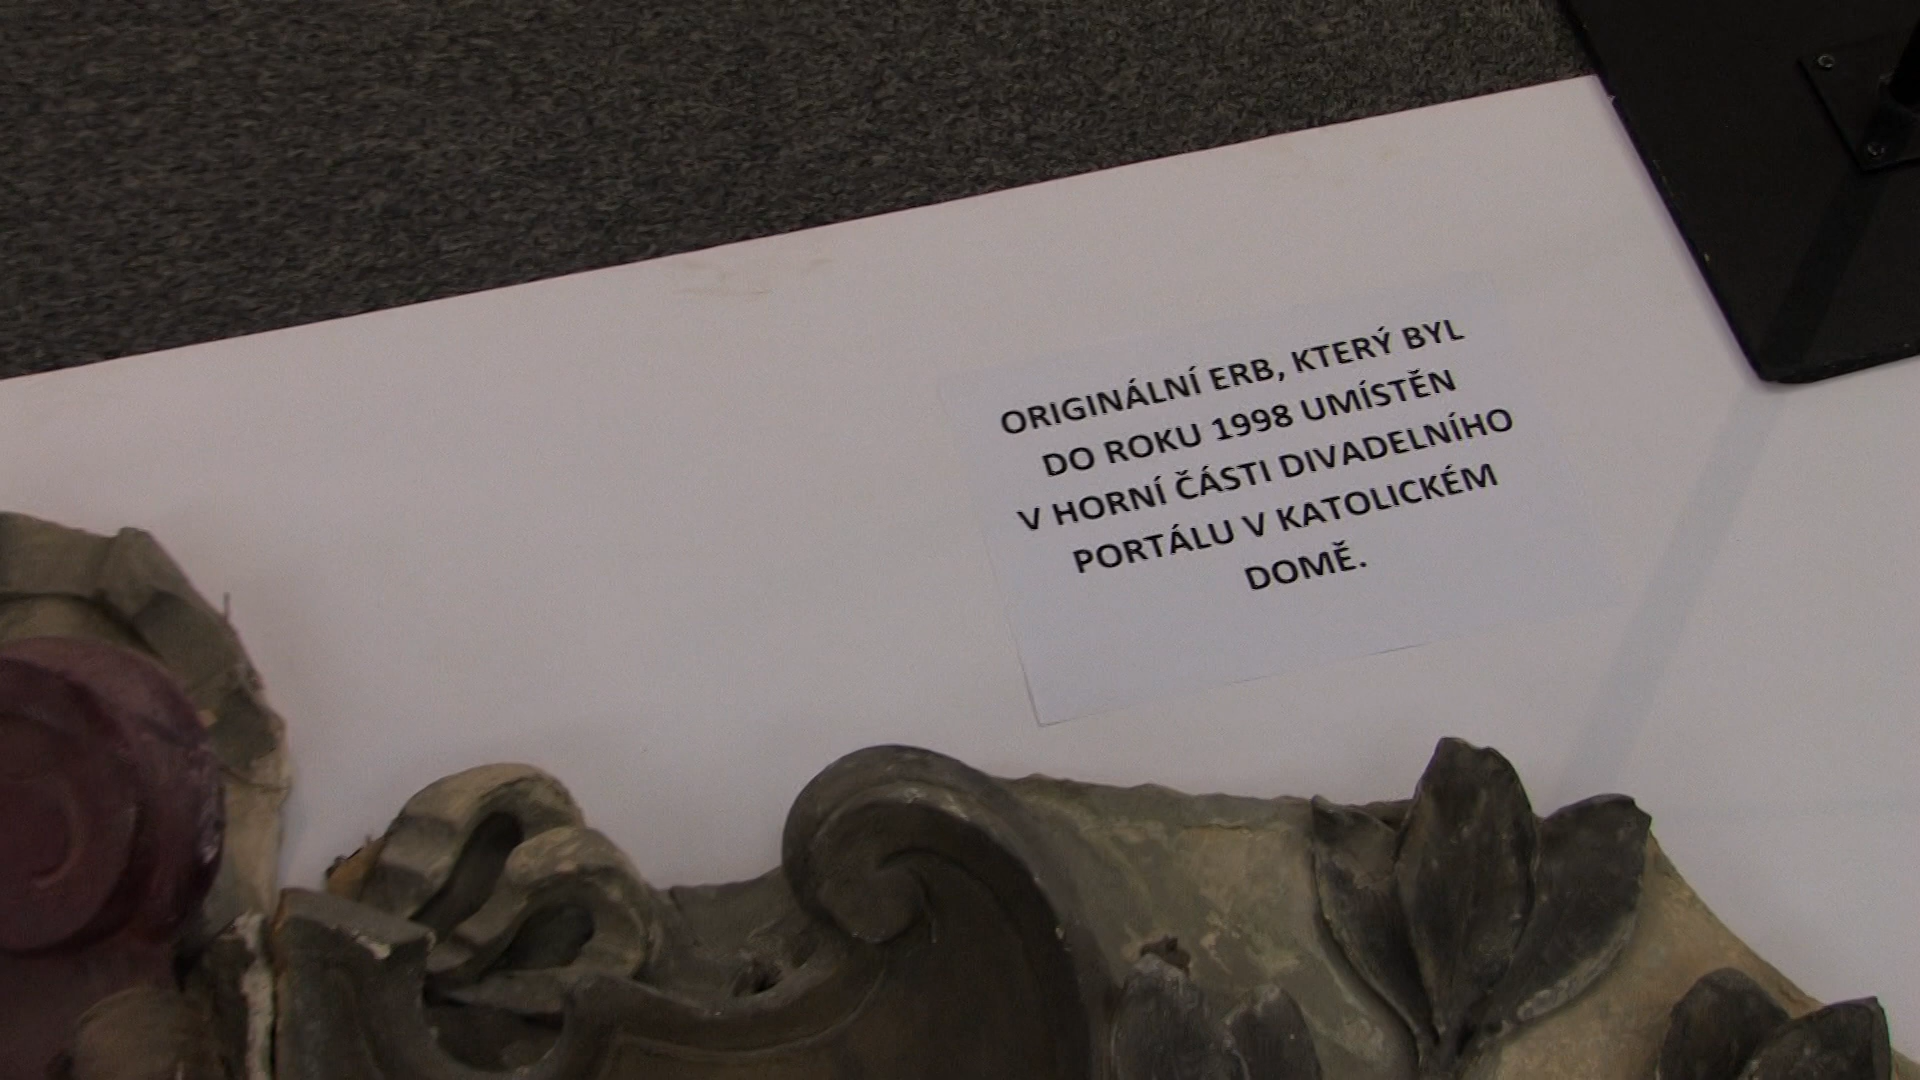 ORIGINÁLNÍ ERB, KTERÝ BYL
DO ROKU 1998 UMÍSTĚN
V HORNÍ ČÁSTI DIVADELNÍHO
PORTÁLU V KATOLICKÉM
DOMĚ.